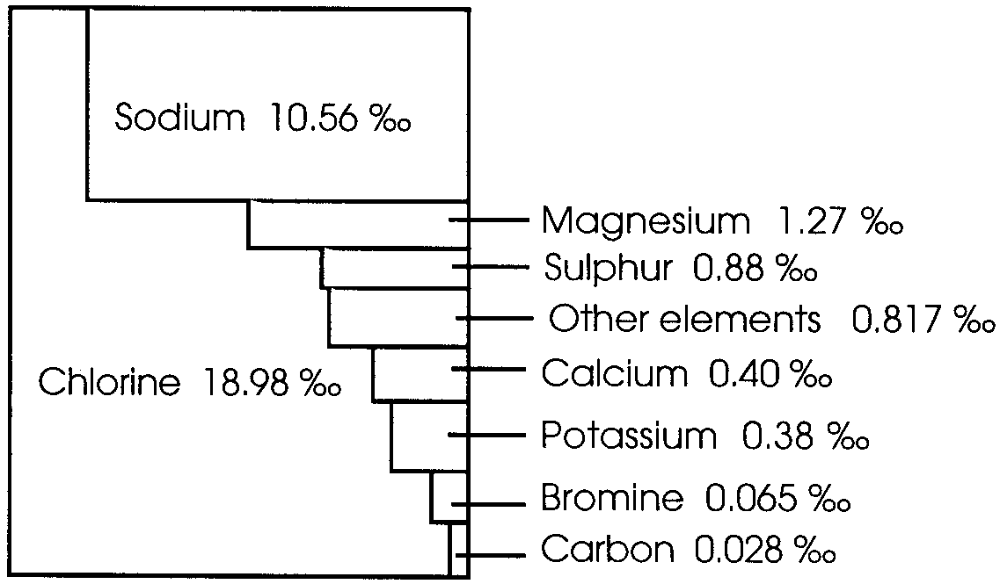 Sodium 10.56 ‰
Magnesium 1.27 ‰
Sulphur 0.88 ‰
Other elements 0.817 ‰
Calcium 0.40 ‰
Chlorine 18.98 ‰
Potassium 0.38 ‰
Bromine 0.065 ‰
Carbon 0.028 ‰